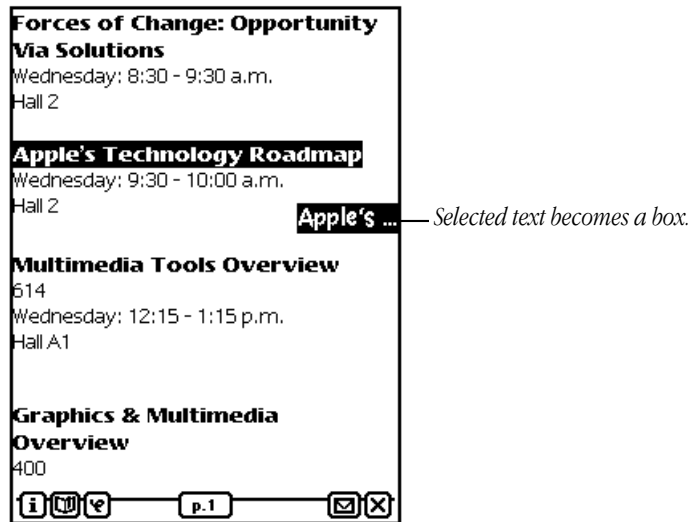 Forces of Change: Opportunity
Via Solutions
Wednesday: 8:30 - 9:30 a.m.
Hall 2
Apple's Technology Roadmap
Wednesday: 9:30 - 10:00 a.m.
Hall 2
Apple's ...
Selected text becomes a box.
Multimedia Tools Overview
614
Wednesday: 12:15 - 1:15 p.m.
Hall A1
Graphics & Multimedia
Overview
400
p.1